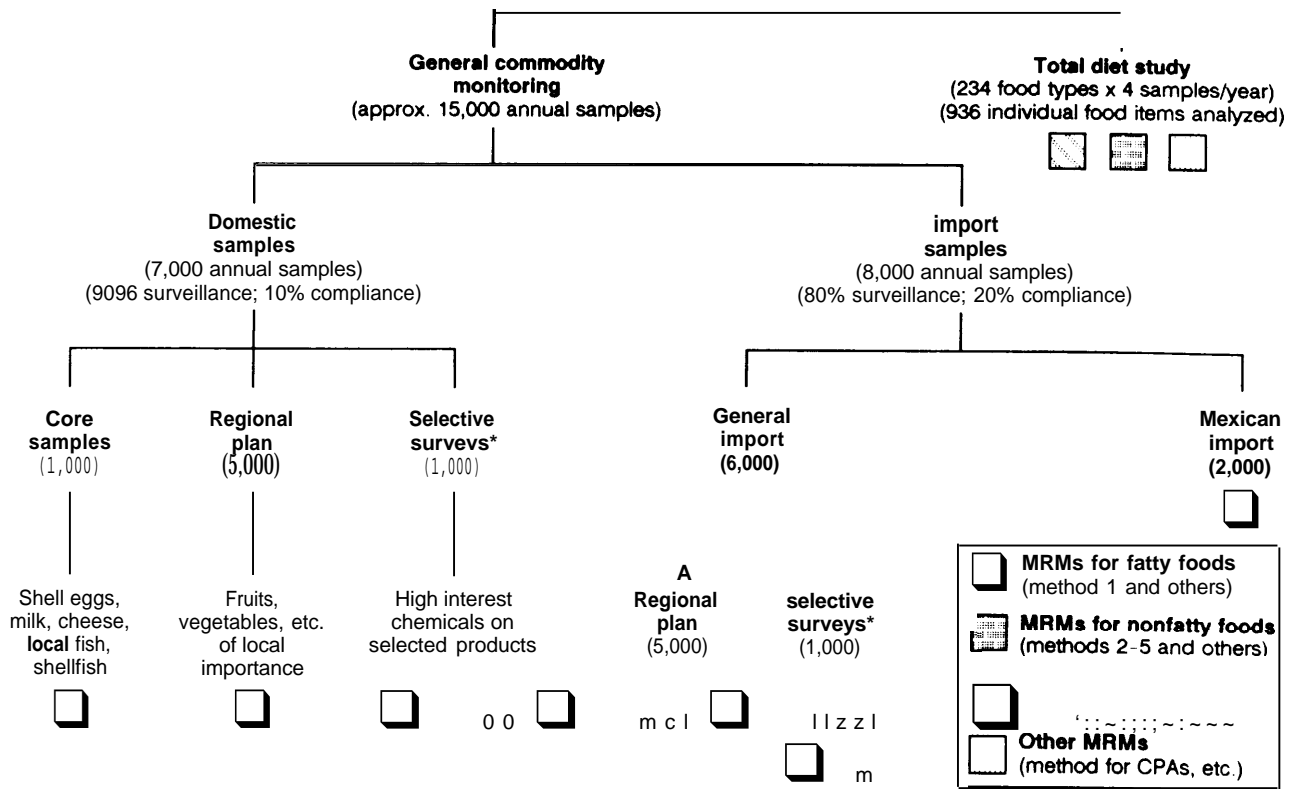 General commodity
monitoring
(approx. 15,000 annual samples)
Total diet study
(234 food types x 4 samples/year)
(936 individual food items analyzed)
Domestic
samples
(7,000 annual samples)
(9096 surveillance; 10% compliance)
import
samples
(8,000 annual samples)
(80% surveillance; 20% compliance)
Core
samples
(1,000)
Regional
plan
(5,000)
Selective
survevs*
(1,000)
General
import
(6,000)
Mexican
import
(2,000)
Shell eggs,
milk, cheese,
local fish,
shellfish
Fruits,
vegetables, etc.
of local
importance
High interest
chemicals on
selected products
A
Regional
plan
(5,000)
selective
surveys*
(1,000)
0 0
m c l
l l z z l
m
MRMs for fatty foods
(method 1 and others)
MRMs for nonfatty foods
(methods 2-5 and others)
Other MRMs
(method for CPAs, etc.)